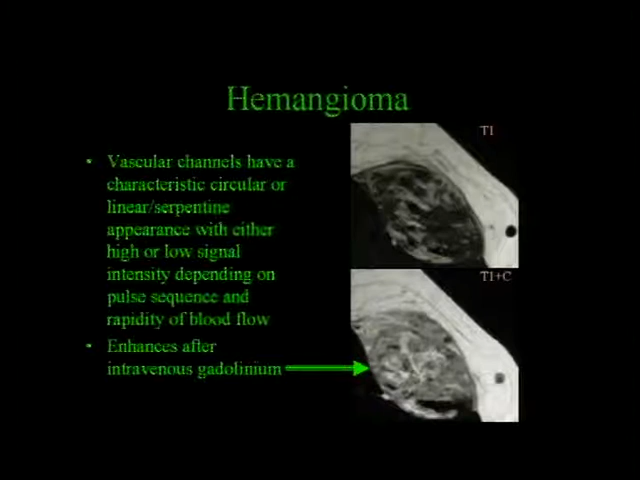 Hemangioma
T1
• Vascular channels have a
characteristic circular or
linear/serpentine
appearance with either
high or low signal
intensity depending on
pulse sequence and
rapidity of blood flow
T1+C
• Enhances after
intravenous gadolinium